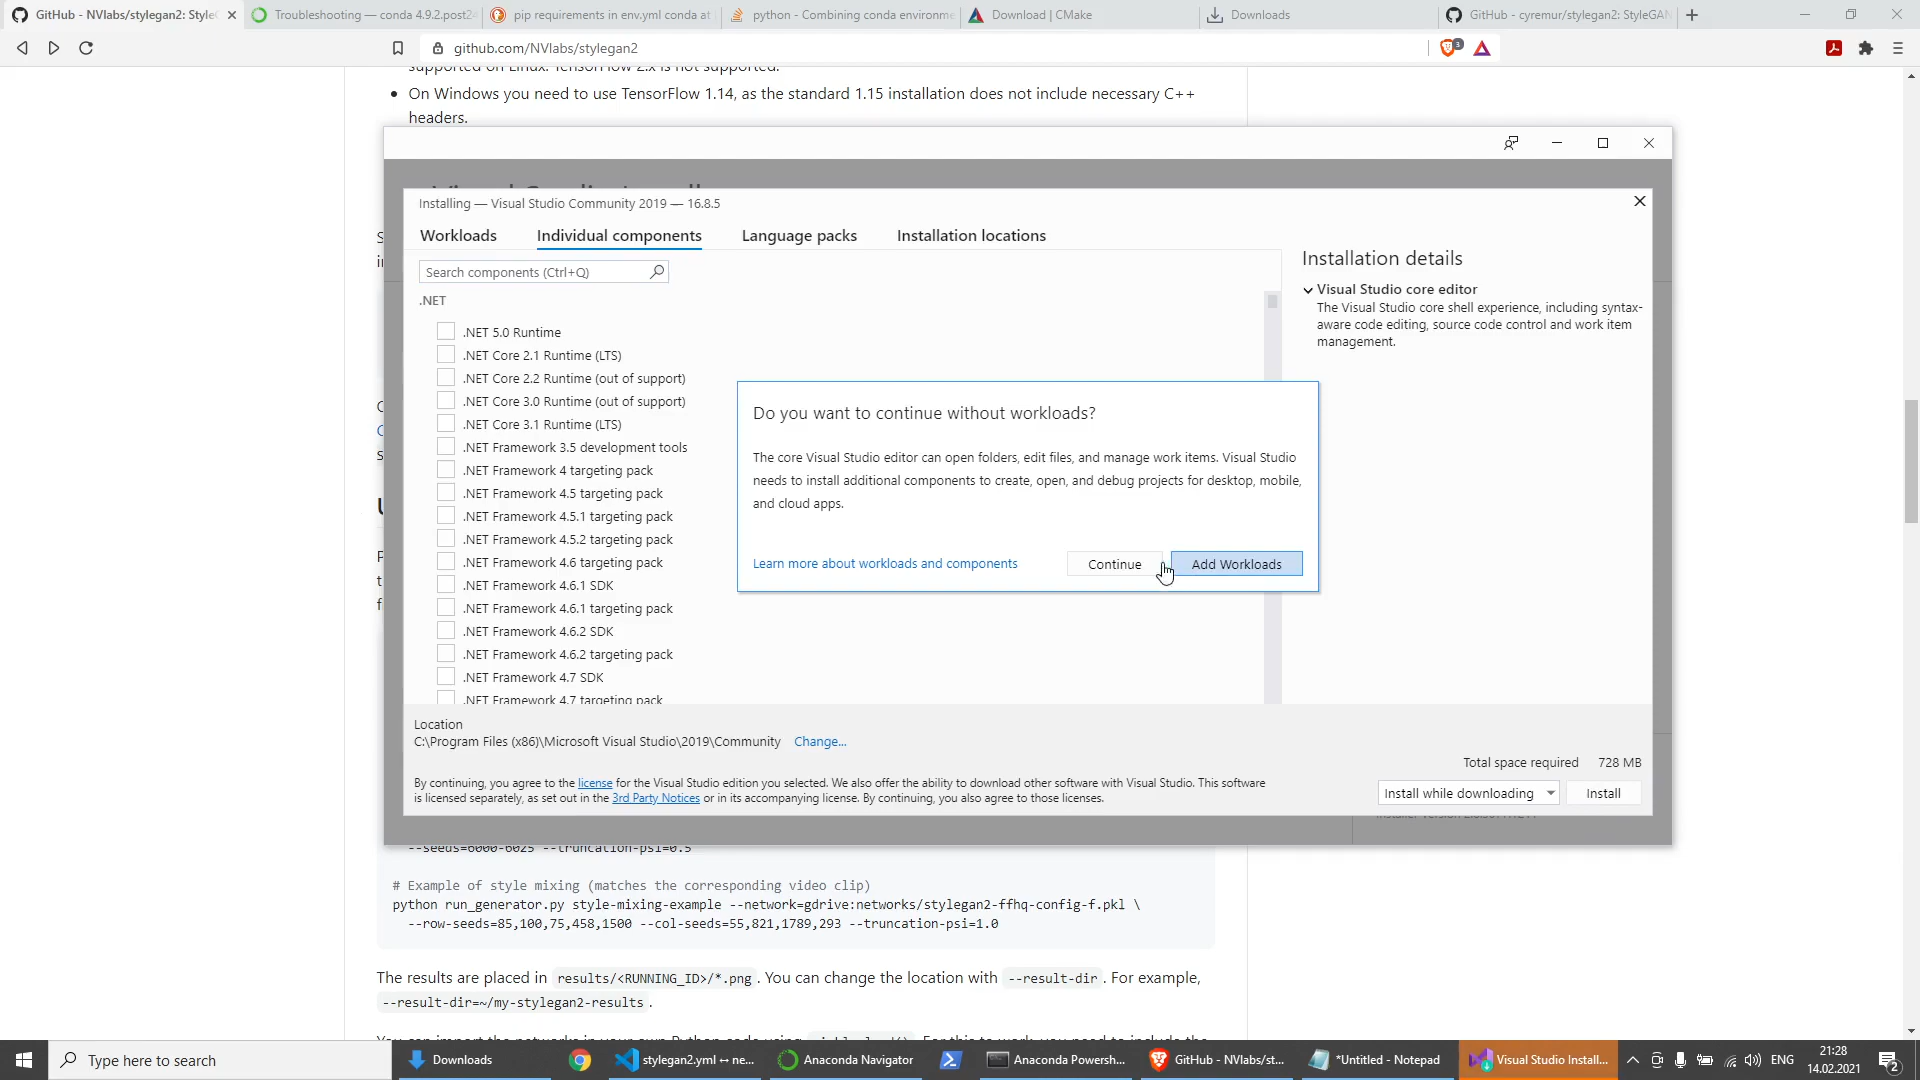 GitHub - NVlabs/stylegan2: StyleG
Troubleshooting — conda 4.9.2.post24
pip requirements in env.yml conda at
python - Combining conda environme
Download | CMake
Downloads
GitHub - cyremur/stylegan2: StyleGAN
github.com/NVlabs/stylegan2
3
supported on Linux. TensorFlow 2.x is not supported.
• On Windows you need to use TensorFlow 1.14, as the standard 1.15 installation does not include necessary C++
headers.
Installing — Visual Studio Community 2019 — 16.8.5
Workloads
Individual components
Language packs
Installation locations
Search components (Ctrl+Q)
.NET
.NET 5.0 Runtime
.NET Core 2.1 Runtime (LTS)
.NET Core 2.2 Runtime (out of support)
.NET Core 3.0 Runtime (out of support)
.NET Core 3.1 Runtime (LTS)
.NET Framework 3.5 development tools
.NET Framework 4 targeting pack
.NET Framework 4.5 targeting pack
.NET Framework 4.5.1 targeting pack
.NET Framework 4.5.2 targeting pack
.NET Framework 4.6 targeting pack
.NET Framework 4.6.1 SDK
.NET Framework 4.6.1 targeting pack
.NET Framework 4.6.2 SDK
.NET Framework 4.6.2 targeting pack
.NET Framework 4.7 SDK
.NET Framework 4.7 targeting pack
Installation details
Visual Studio core editor
The Visual Studio core shell experience, including syntax-
aware code editing, source code control and work item
management.
Do you want to continue without workloads?
The core Visual Studio editor can open folders, edit files, and manage work items. Visual Studio
needs to install additional components to create, open, and debug projects for desktop, mobile,
and cloud apps.
Learn more about workloads and components
Continue
Add Workloads
Location
C:\Program Files (x86)\Microsoft Visual Studio\2019\Community
Change...
Total space required 728 MB
By continuing, you agree to the license for the Visual Studio edition you selected. We also offer the ability to download other software with Visual Studio. This software
is licensed separately, as set out in the 3rd Party Notices or in its accompanying license. By continuing, you also agree to those licenses.
Install while downloading
Install
--seeds=6000-6025 --truncation-psi=0.5
# Example of style mixing (matches the corresponding video clip)
python run_generator.py style-mixing-example --network=gdrive:networks/stylegan2-ffhq-config-f.pkl \
--row-seeds=85,100,75,458,1500 --col-seeds=55,821,1789,293 --truncation-psi=1.0
The results are placed in results/<RUNNING_ID>/*.png . You can change the location with --result-dir . For example,
--result-dir=~/my-stylegan2-results .
Type here to search
Downloads
stylegan2.yml ↔ ne...
Anaconda Navigator
Anaconda Powersh...
GitHub - NVlabs/st...
*Untitled - Notepad
Visual Studio Install...
ENG
21:28
14.02.2021
2